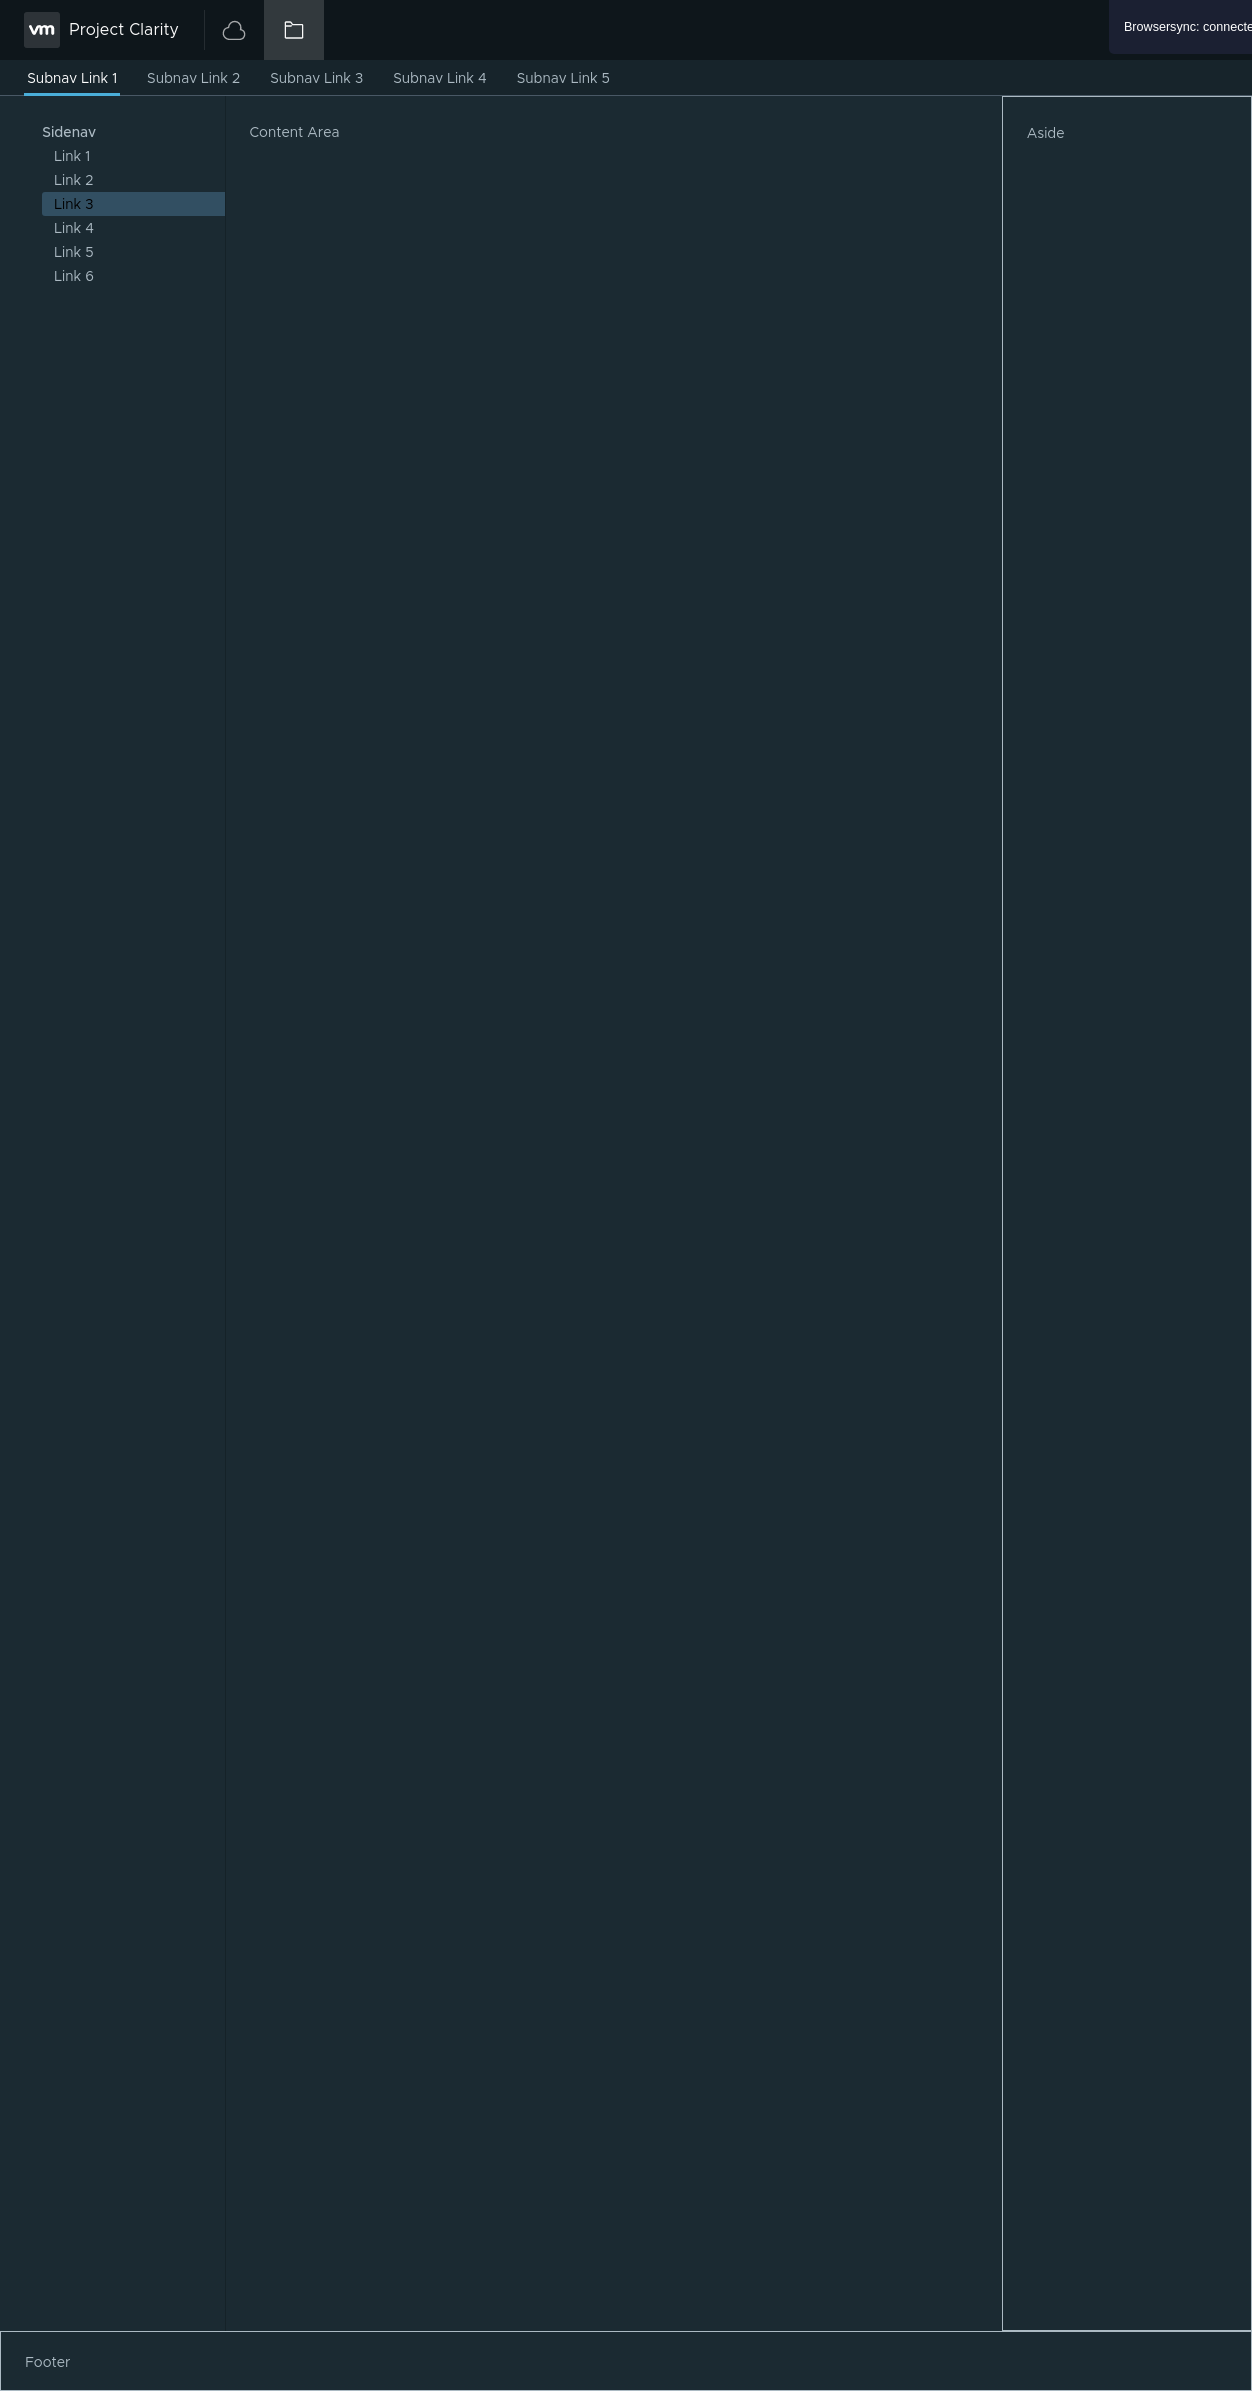 vm Project Clarity
Browsersync: connecte
Subnav Link 1 Subnav Link 2 Subnav Link 3 Subnav Link 4 Subnav Link 5
Sidenav
Link 1
Link 2
Link 3
Link 4
Link 5
Link 6
Content Area
Aside
Footer